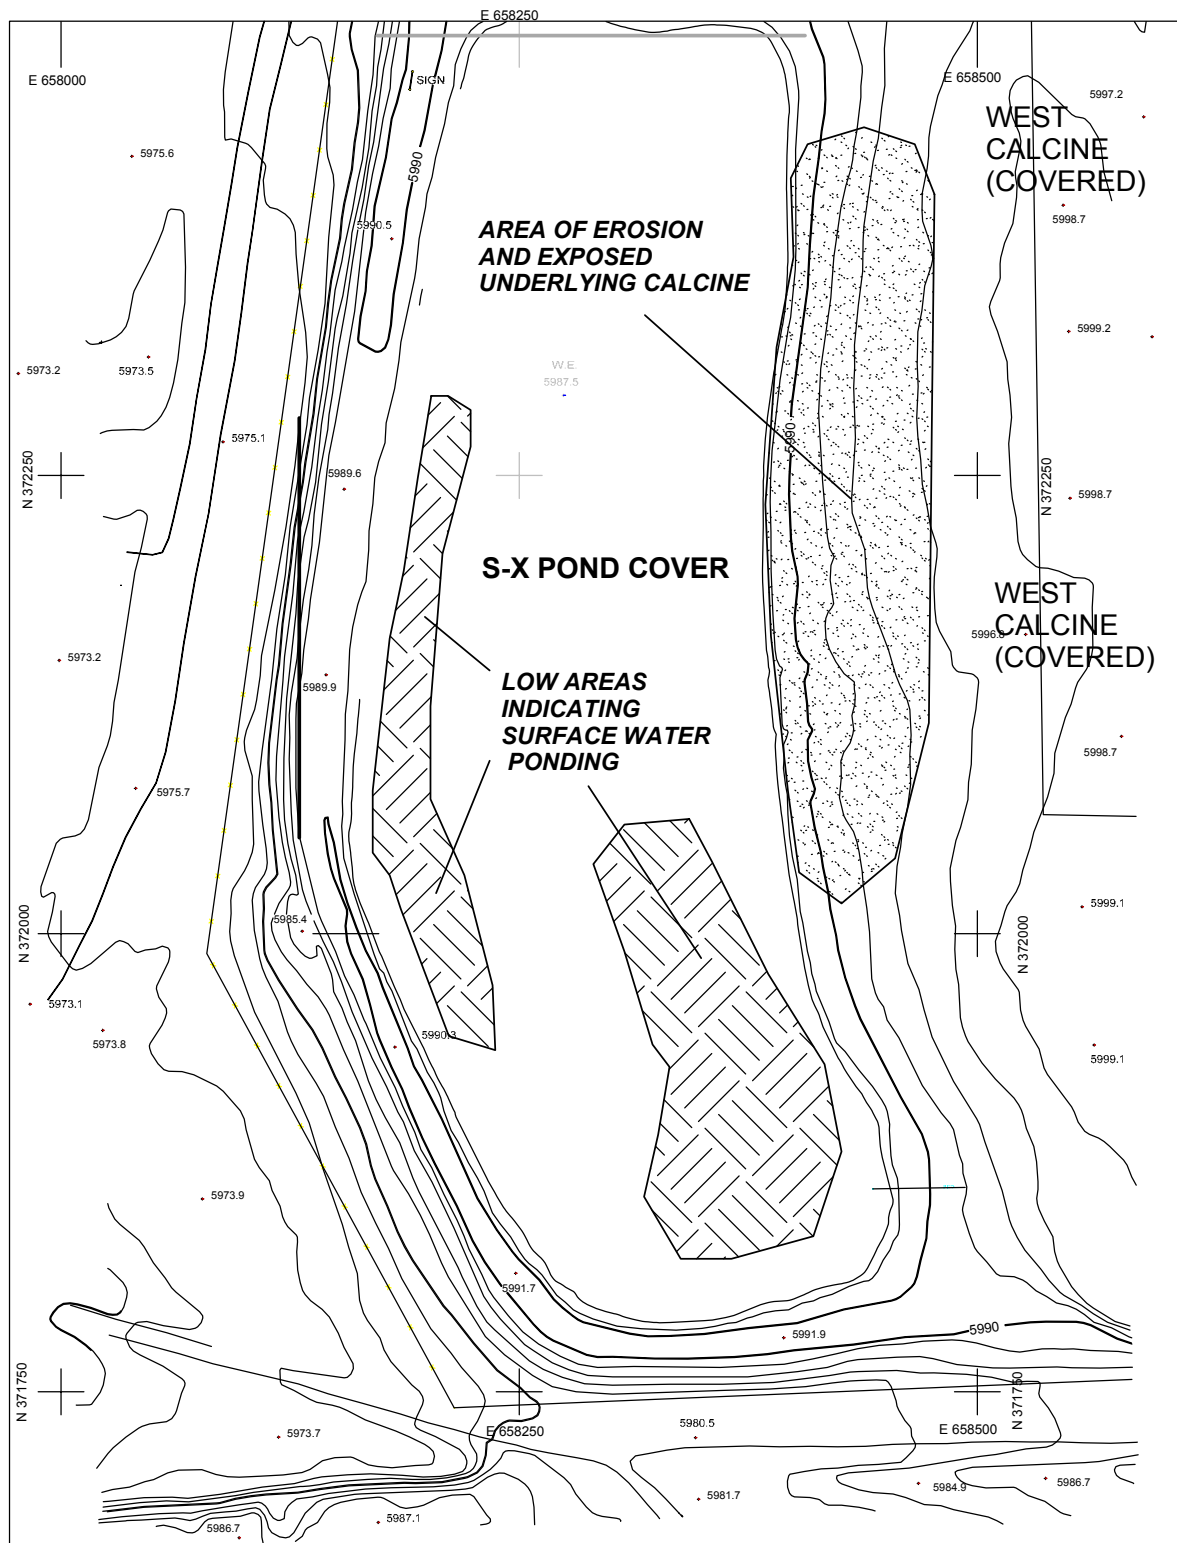 E 658250
E 658000
SIGN
E 658500
5997.2
WEST
CALCINE
(COVERED)
5975.6
5990
5990.5
5998.7
AREA OF EROSION
AND EXPOSED
UNDERLYING CALCINE
5999.2
5973.2
5973.5
W.E.
5987.5
5975.1
5990
N 372250
5989.6
N 372250
5998.7
S-X POND COVER
WEST
CALCINE
(COVERED)
5973.2
5989.9
LOW AREAS
INDICATING
SURFACE WATER
PONDING
5998.7
5975.7
5999.1
5985.4
N 372000
N 372000
5973.1
5973.8
5990.3
5999.1
5973.9
5991.7
5991.9
5990
N 371750
N 371750
5973.7
E 658250
5980.5
E 658500
5981.7
5984.9
5986.7
5986.7
5987.1